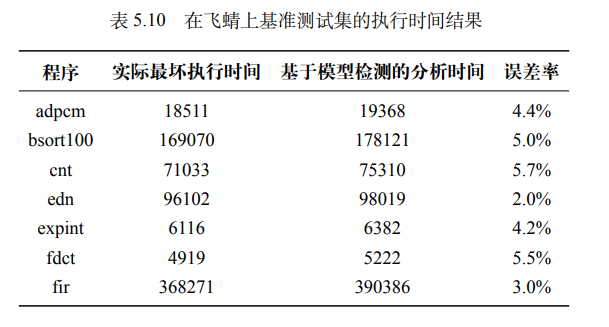 表 5.10 在飞蜻上基准测试集的执行时间结果
程序 实际最坏执行时间 基于模型检测的分析时间 误差率
adpcm 18511 19368 4.4%
bsort100 169070 178121 5.0%
cnt 71033 75310 5.7%
edn 96102 98019 2.0%
expint 6116 6382 4.2%
fdct 4919 5222 5.5%
fir 368271 390386 3.0%